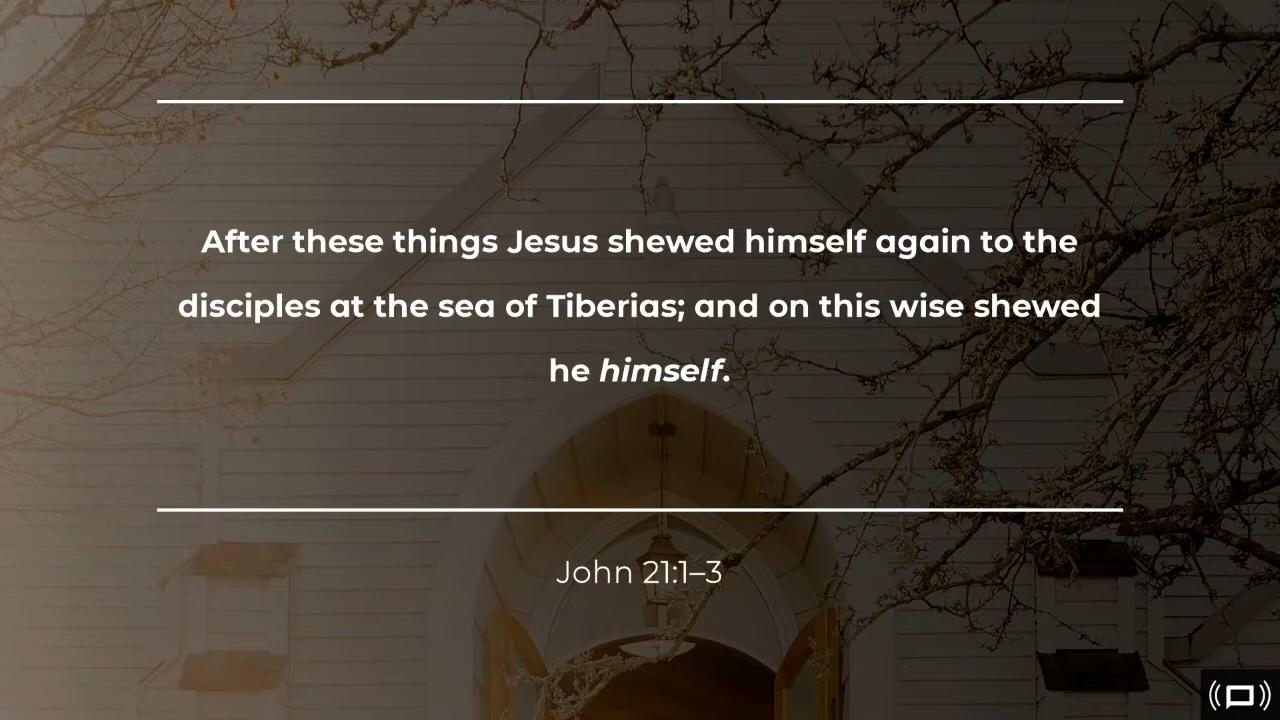 After these things Jesus shewed himself again to the
disciples at the sea of Tiberias; and on this wise shewed
he himself.
John 21:1–3